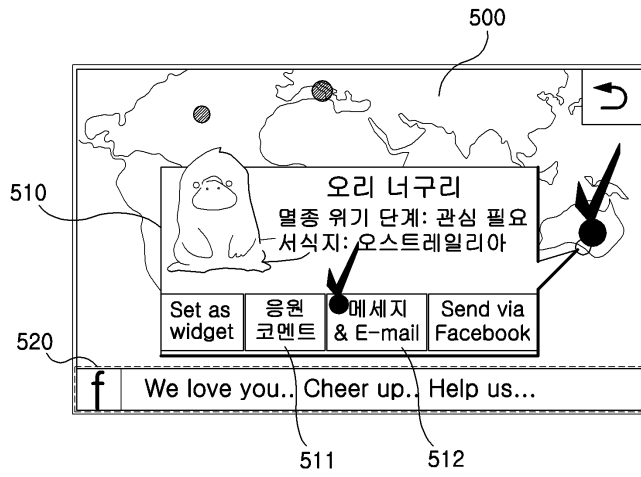 500
510
오리 너구리
멸종 위기 단계: 관심 필요
서식지: 오스트레일리아
Set as widget
응원 코멘트
메세지 & E-mail
Send via Facebook
520
f We love you.. Cheer up.. Help us...
511
512